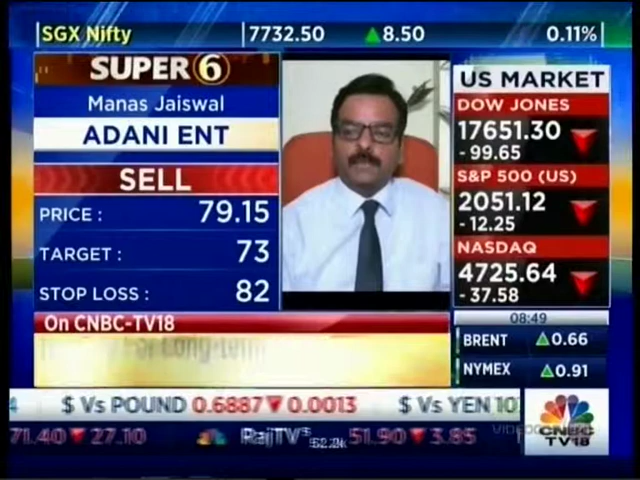 SGX Nifty 7732.50 ▲8.50 0.11%
SUPER 6
Manas Jaiswal
ADANI ENT
SELL
PRICE : 79.15
TARGET : 73
STOP LOSS : 82
On CNBC-TV18
For Long-term
US MARKET
DOW JONES
17651.30
- 99.65
S&P 500 (US)
2051.12
- 12.25
NASDAQ
4725.64
- 37.58
08:49
BRENT ▲0.66
NYMEX ▲0.91
$ Vs POUND 0.6887▼0.0013 $ Vs YEN
71.40▼27.10 RajTV 51.90▼3.85
CNBC
TV18